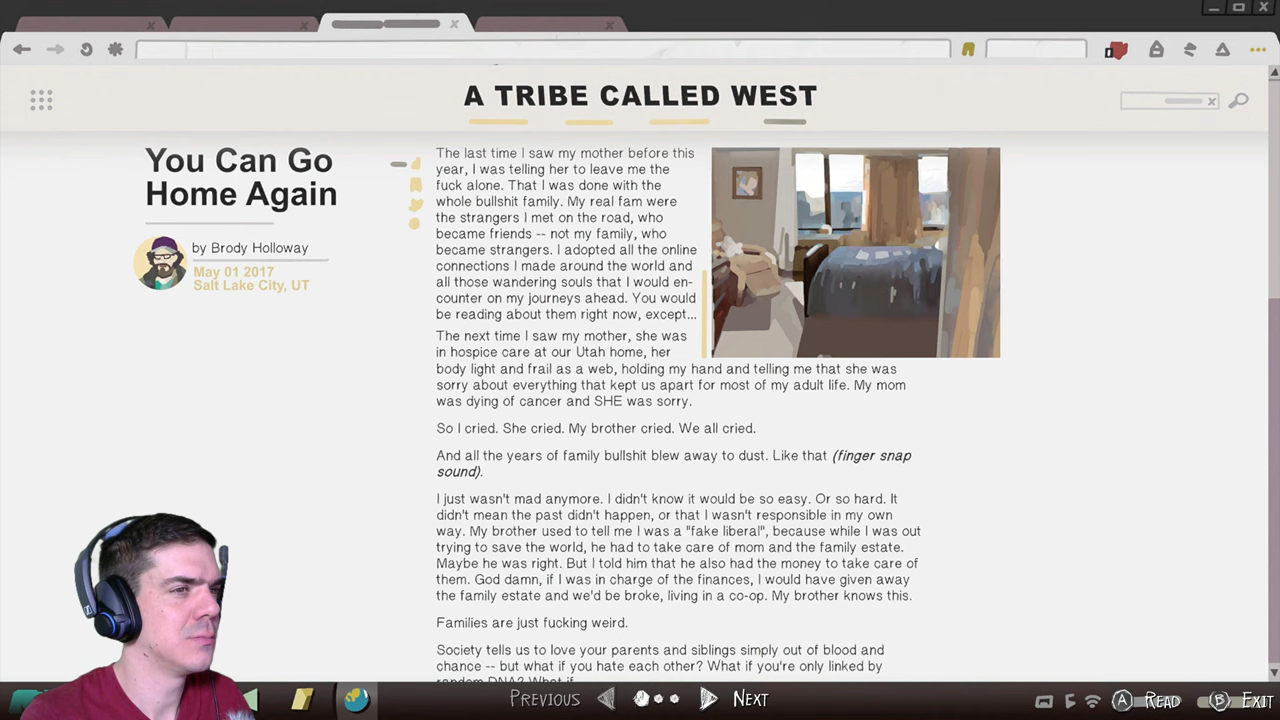 A TRIBE CALLED WEST
You Can Go
Home Again
by Brody Holloway
May 01 2017
Salt Lake City, UT
The last time I saw my mother before this
year, I was telling her to leave me the
fuck alone. That I was done with the
whole bullshit family. My real fam were
the strangers I met on the road, who
became friends -- not my family, who
became strangers. I adopted all the online
connections I made around the world and
all those wandering souls that I would en-
counter on my journeys ahead. You would
be reading about them right now, except...
The next time I saw my mother, she was
in hospice care at our Utah home, her
body light and frail as a web, holding my hand and telling me that she was
sorry about everything that kept us apart for most of my adult life. My mom
was dying of cancer and SHE was sorry.
So I cried. She cried. My brother cried. We all cried.
And all the years of family bullshit blew away to dust. Like that (finger snap
sound).
I just wasn't mad anymore. I didn't know it would be so easy. Or so hard. It
didn't mean the past didn't happen, or that I wasn't responsible in my own
way. My brother used to tell me I was a "fake liberal", because while I was out
trying to save the world, he had to take care of mom and the family estate.
Maybe he was right. But I told him that he also had the money to take care of
them. God damn, if I was in charge of the finances, I would have given away
the family estate and we'd be broke, living in a co-op. My brother knows this.
Families are just fucking weird.
Society tells us to love your parents and siblings simply out of blood and
chance -- but what if you hate each other? What if you're only linked by
random DNA? What if
Previous Next
A Read B Exit